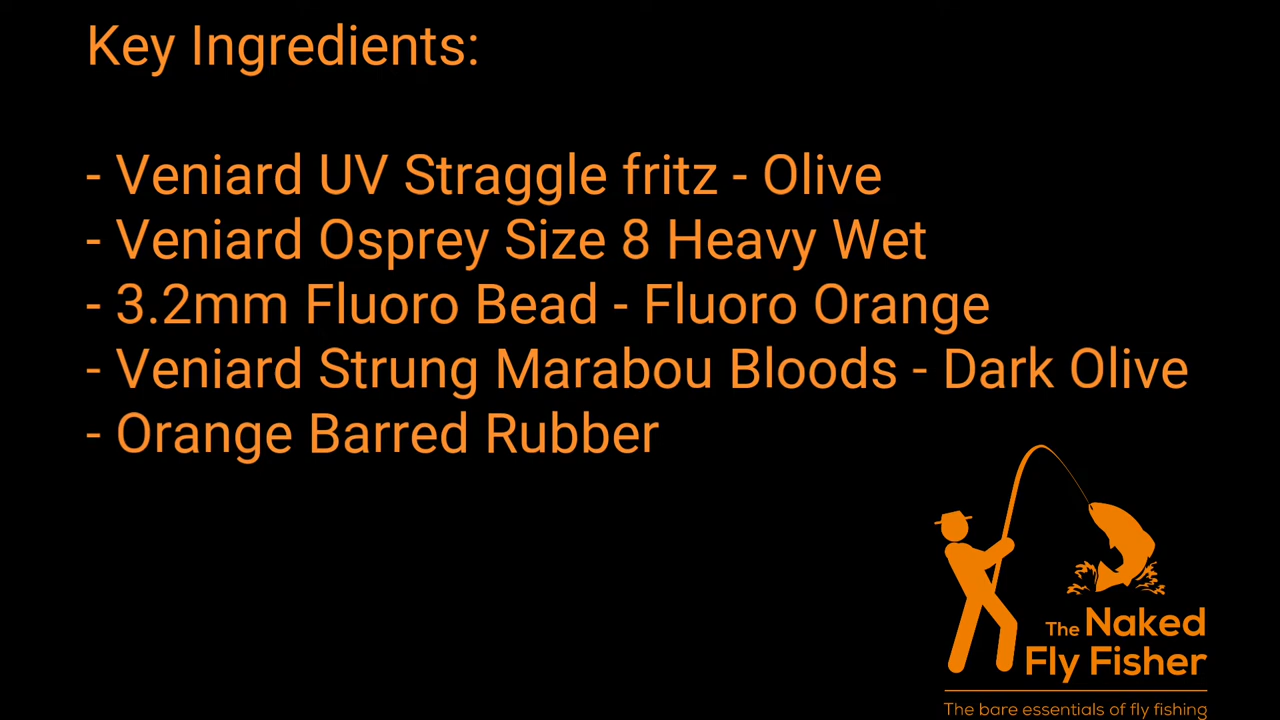 Key Ingredients:
- Veniard UV Straggle fritz - Olive
- Veniard Osprey Size 8 Heavy Wet
- 3.2mm Fluoro Bead - Fluoro Orange
- Veniard Strung Marabou Bloods - Dark Olive
- Orange Barred Rubber
The Naked
Fly Fisher
The bare essentials of fly fishing